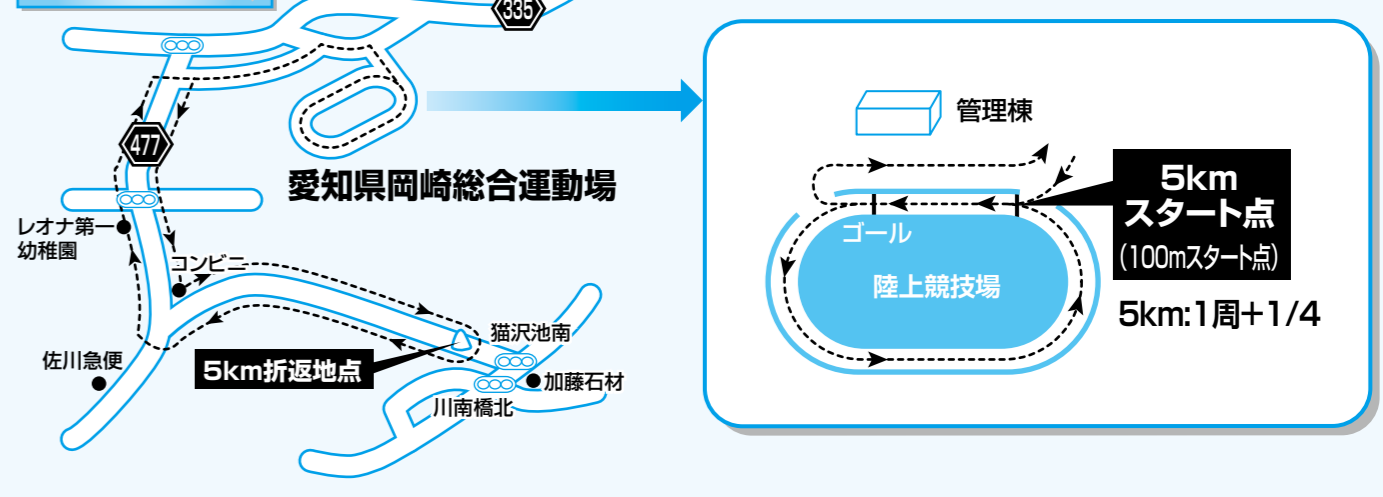 335
477
愛知県岡崎総合運動場
レオナ第一
幼稚園
コンビニ
佐川急便
5km折返地点
猫沢池南
加藤石材
川南橋北
管理棟
5km
スタート点
(100mスタート点)
ゴール
陸上競技場
5km:1周+1/4